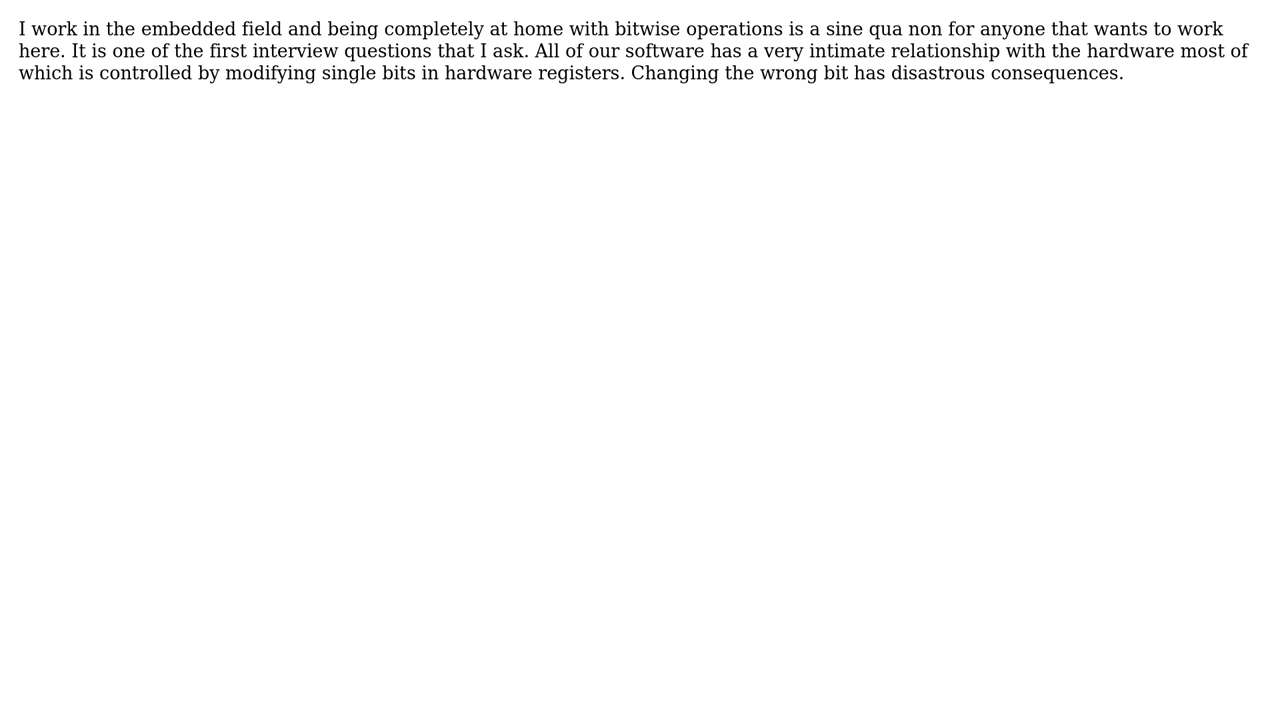 I work in the embedded field and being completely at home with bitwise operations is a sine qua non for anyone that wants to work
here. It is one of the first interview questions that I ask. All of our software has a very intimate relationship with the hardware most of
which is controlled by modifying single bits in hardware registers. Changing the wrong bit has disastrous consequences.